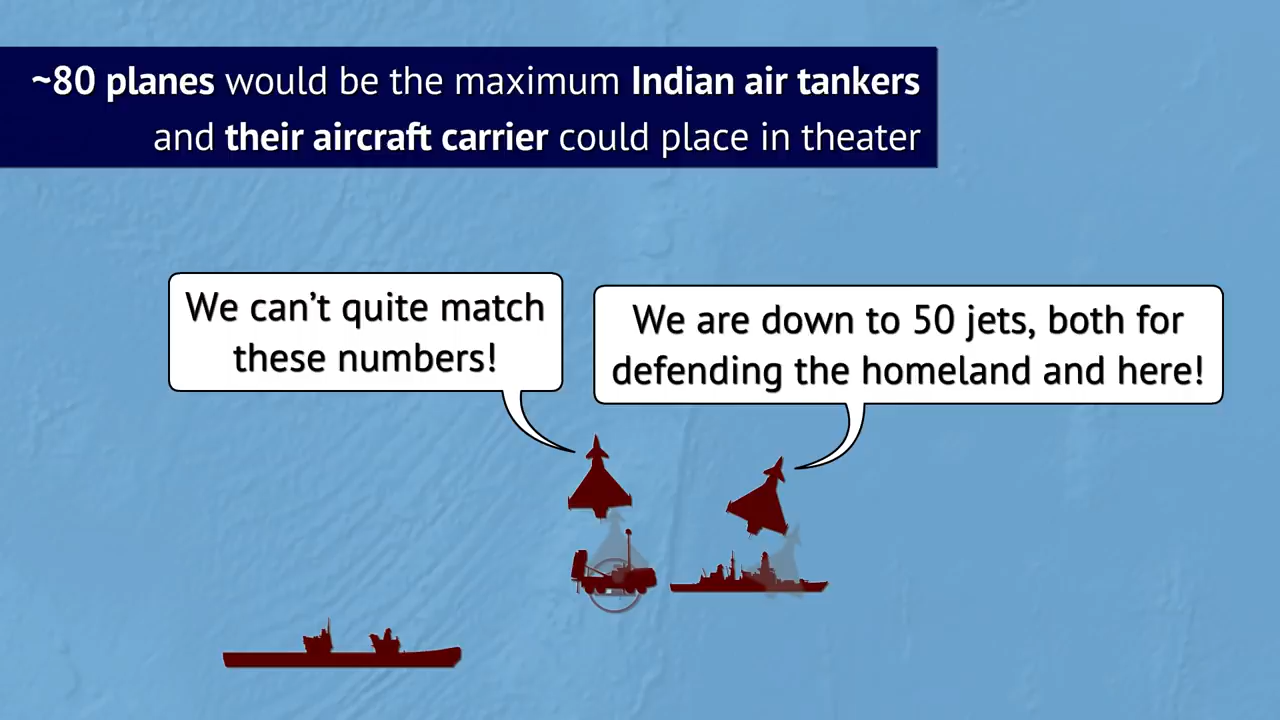 ~80 planes would be the maximum Indian air tankers
and their aircraft carrier could place in theater
We can't quite match
these numbers!
We are down to 50 jets, both for
defending the homeland and here!